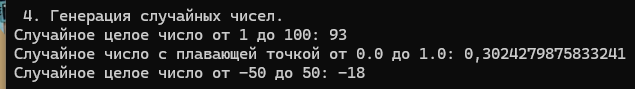 4. Генерация случайных чисел.
Случайное целое число от 1 до 100: 93
Случайное число с плавающей точкой от 0.0 до 1.0: 0,3024279875833241
Случайное целое число от -50 до 50: -18